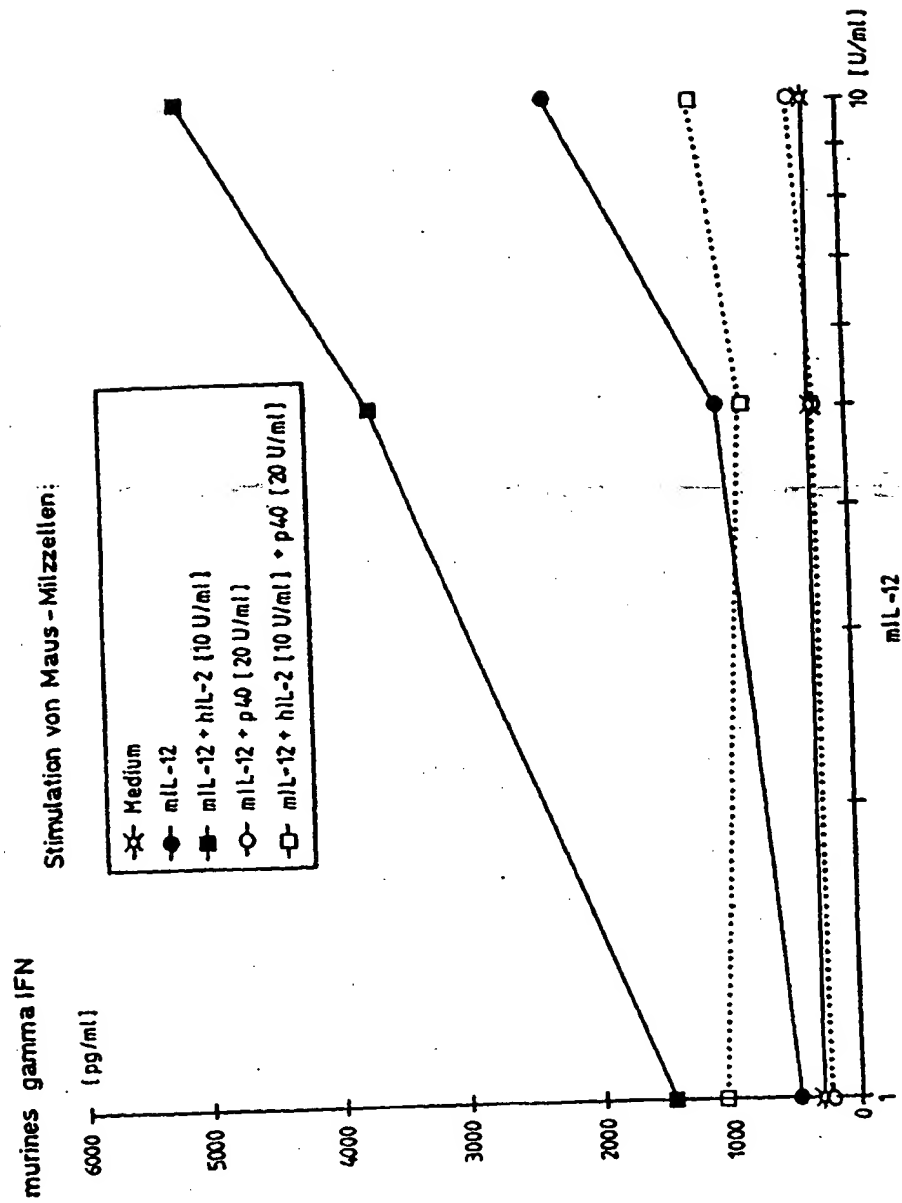 murines gamma IFN
Stimulation von Maus-Milzzellen:
[pg/ml]
6000
5000
4000
3000
2000
1000
0
Medium
mIL-12
mIL-12 + hIL-2 [10 U/ml]
mIL-12 + p40 [20 U/ml]
mIL-12 + hIL-2 [10 U/ml] + p40 [20 U/ml]
1
10 [U/ml]
mIL-12